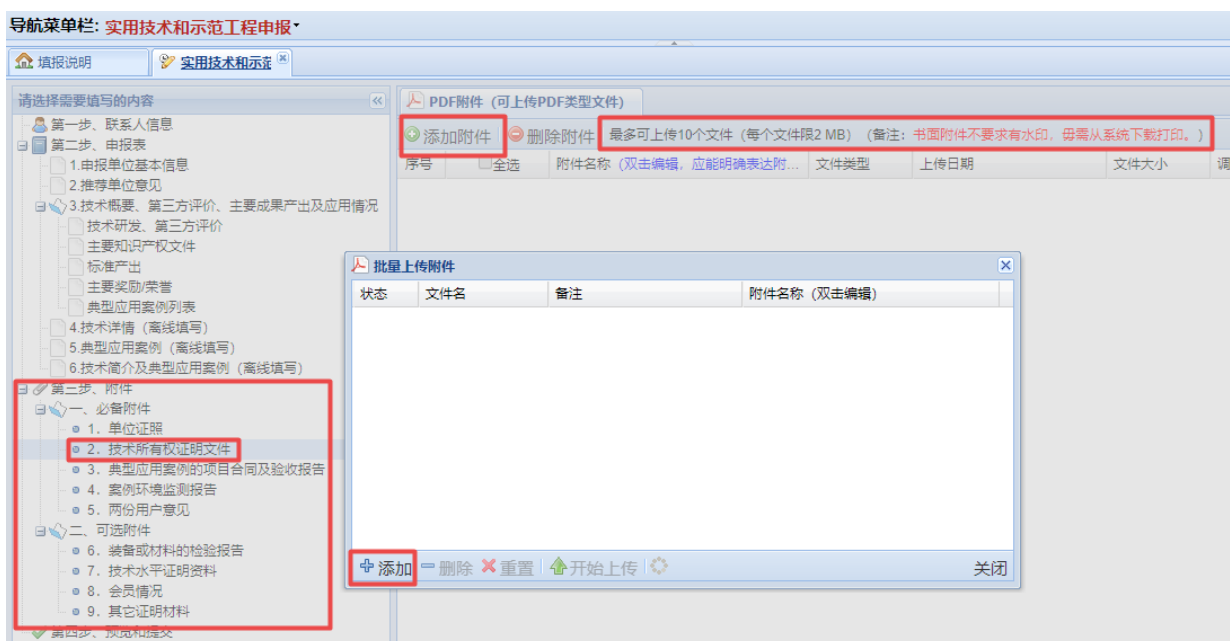 导航菜单栏: 实用技术和示范工程申报
填报说明
实用技术和示范
请选择需要填写的内容
第一步、联系人信息
第二步、申报表
1.申报单位基本信息
2.推荐单位意见
3.技术概要、第三方评价、主要成果产出及应用情况
技术研发、第三方评价
主要知识产权文件
标准产出
主要奖励/荣誉
典型应用案例列表
4.技术详情（离线填写）
5.典型应用案例（离线填写）
6.技术简介及典型应用案例（离线填写）
第三步、附件
一、必备附件
1. 单位证照
2. 技术所有权证明文件
3. 典型应用案例的项目合同及验收报告
4. 案例环境监测报告
5. 两份用户意见
二、可选附件
6. 装备或材料的检验报告
7. 技术水平证明资料
8. 会员情况
9. 其它证明材料
第四步、预览和提交
PDF附件（可上传PDF类型文件）
添加附件 删除附件 最多可上传10个文件（每个文件限2 MB）（备注：书面附件不要求有水印，毋需从系统下载打印。）
序号 全选 附件名称（双击编辑，应能明确表达附... 文件类型 上传日期 文件大小 调
批量上传附件
状态 文件名 备注 附件名称（双击编辑）
添加 删除 重置 开始上传 关闭